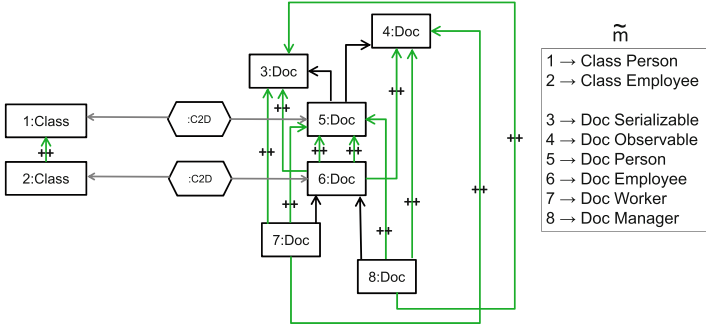 4:Doc
m̃
3:Doc
1 → Class Person
2 → Class Employee
++
1:Class
:C2D
5:Doc
3 → Doc Serializable
++
++
4 → Doc Observable
++
++
++
5 → Doc Person
++
2:Class
:C2D
6:Doc
6 → Doc Employee
++
7 → Doc Worker
++
++
++
8 → Doc Manager
7:Doc
8:Doc